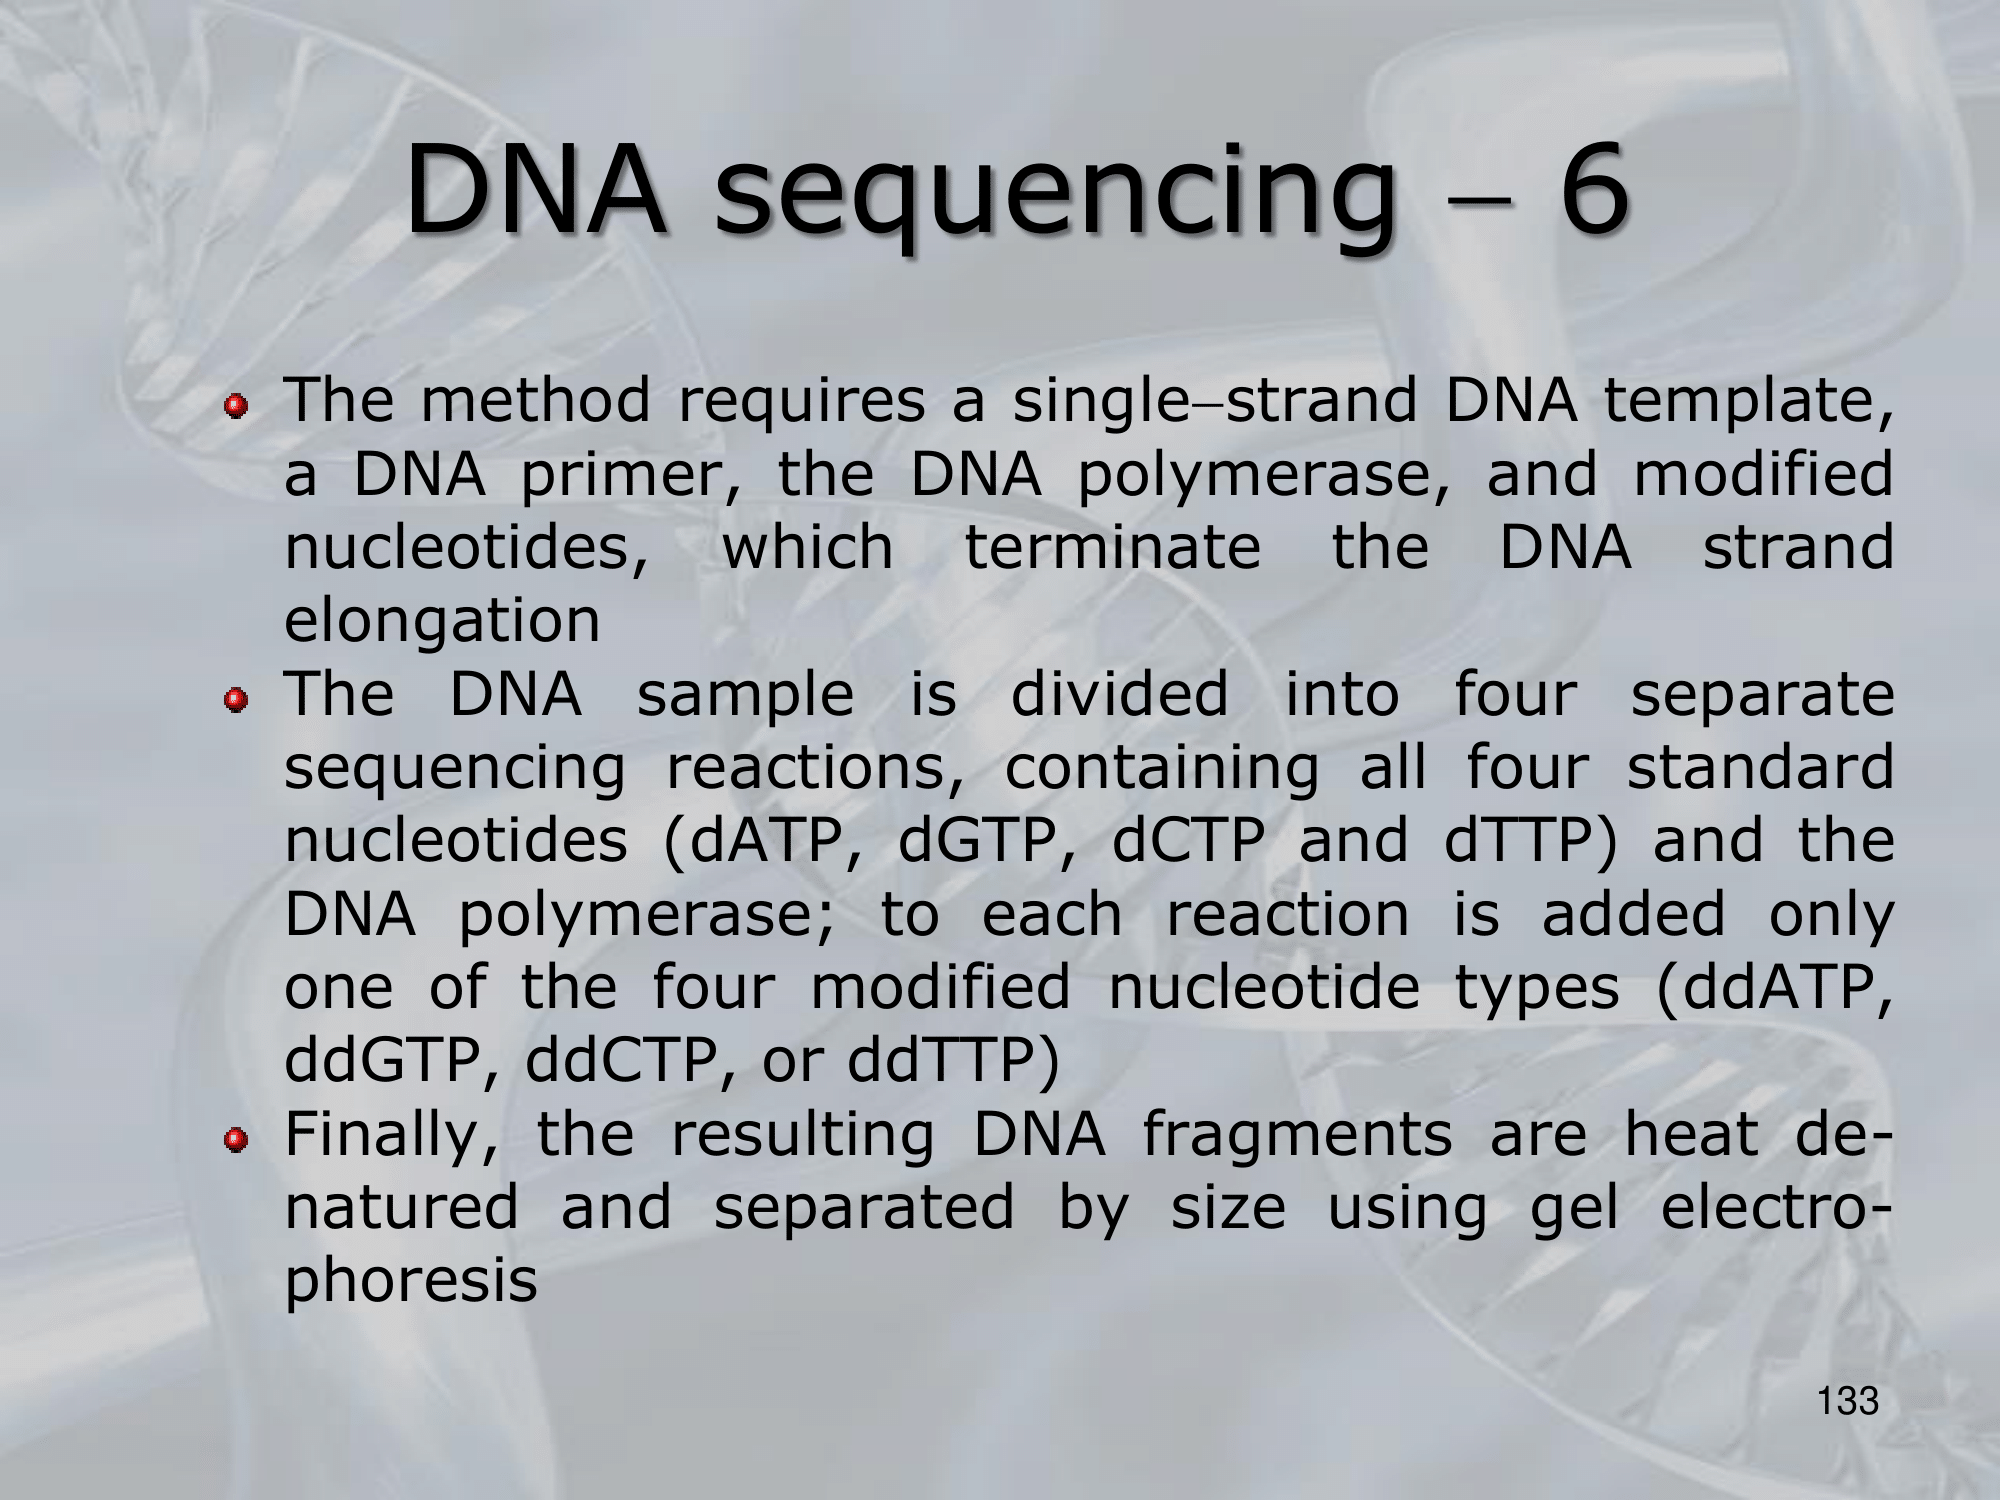 DNA sequencing – 6
The method requires a single–strand DNA template,
a DNA primer, the DNA polymerase, and modified
nucleotides, which terminate the DNA strand
elongation
The DNA sample is divided into four separate
sequencing reactions, containing all four standard
nucleotides (dATP, dGTP, dCTP and dTTP) and the
DNA polymerase; to each reaction is added only
one of the four modified nucleotide types (ddATP,
ddGTP, ddCTP, or ddTTP)
Finally, the resulting DNA fragments are heat de-
natured and separated by size using gel electro-
phoresis
133